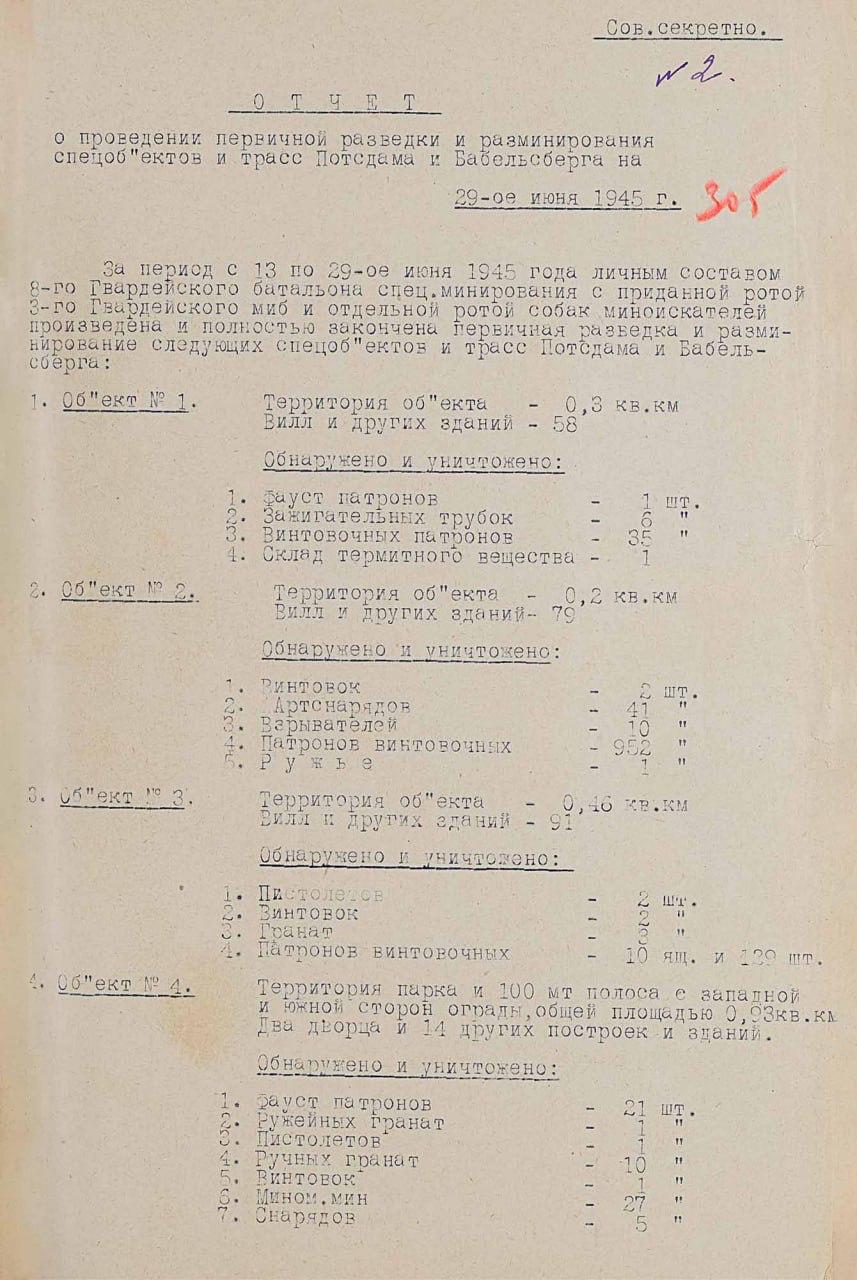 Сов.секретно.
№ 2.
О Т Ч Е Т
о проведении первичной разведки и разминирования
спецоб"ектов и трасс Потсдама и Бабельсберга на
29-ое июня 1945 г.
305
За период с 13 по 29-ое июня 1945 года личным составом
8-го Гвардейского батальона спец.минирования с приданной ротой
3-го Гвардейского миб и отдельной ротой собак миноискателей
произведена и полностью закончена первичная разведка и разми-
нирование следующих спецоб"ектов и трасс Потсдама и Бабель-
сберга:
1. Об"ект № 1. Территория об"екта - 0,3 кв.км
Вилл и других зданий - 58
Обнаружено и уничтожено:
1. Фауст патронов - 1 шт.
2. Зажигательных трубок - 6 "
3. Винтовочных патронов - 35 "
4. Склад термитного вещества - 1
2. Об"ект № 2. Территория об"екта - 0,2 кв.км
Вилл и других зданий- 79
Обнаружено и уничтожено:
1. Винтовок - 2 шт.
2. Артснарядов - 41 "
3. Взрывателей - 10 "
4. Патронов винтовочных - 952 "
5. Р у ж ь е - 1 "
3. Об"ект № 3. Территория об"екта - 0,46 кв.км
Вилл и других зданий - 91
Обнаружено и уничтожено:
1. Пистолетов - 2 шт.
2. Винтовок - 2 "
3. Гранат - 3 "
4. Патронов винтовочных - 10 ящ. и 129 шт.
4. Об"ект № 4. Территория парка и 100 мт полоса с западной
и южной сторон ограды,общей площадью 0,93кв.км
Два дворца и 14 других построек и зданий.
Обнаружено и уничтожено:
1. Фауст патронов - 21 шт.
2. Ружейных гранат - 1 "
3. Пистолетов - 1 "
4. Ручных гранат - 10 "
5. Винтовок - 1 "
6. Мином.мин - 27 "
7. Снарядов - 5 "